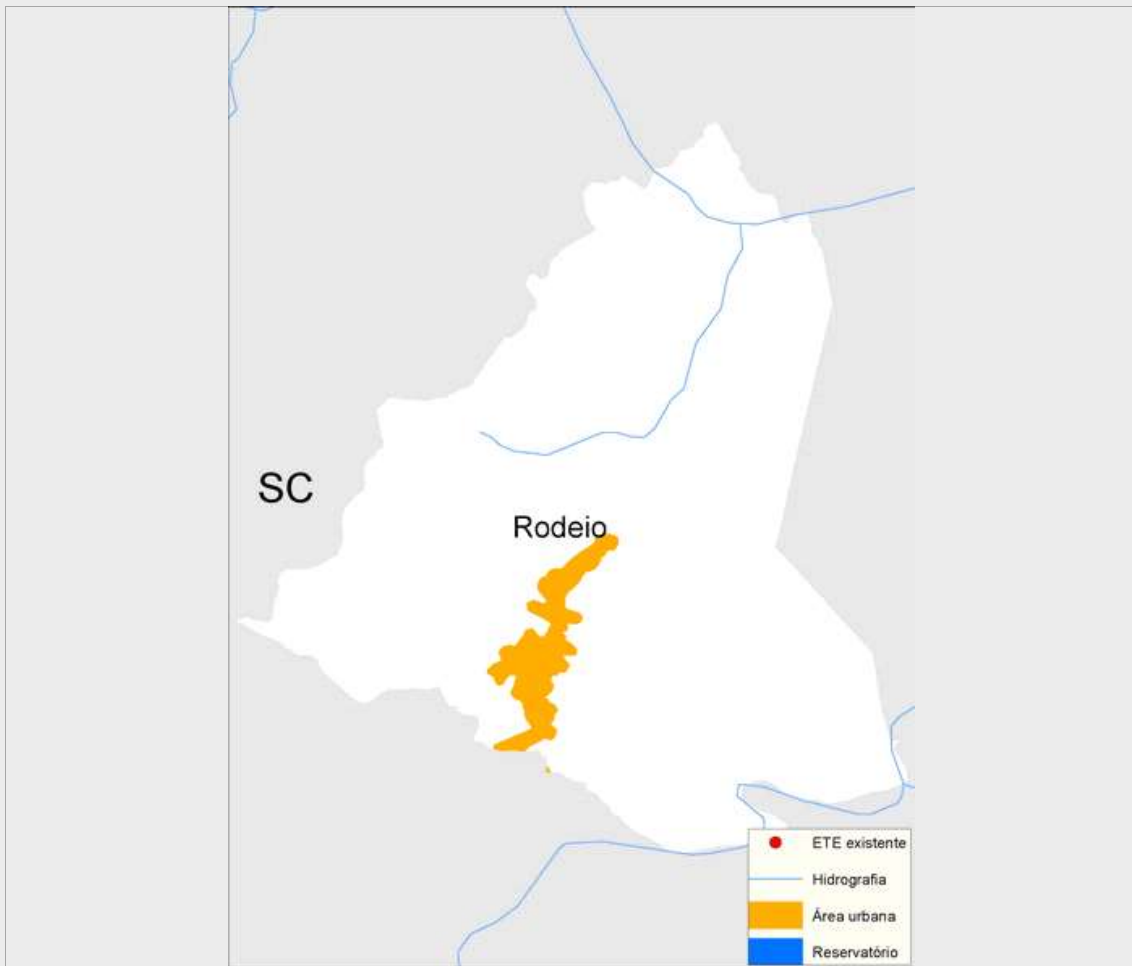 SC
Rodeio
ETE existente
Hidrografia
Área urbana
Reservatório